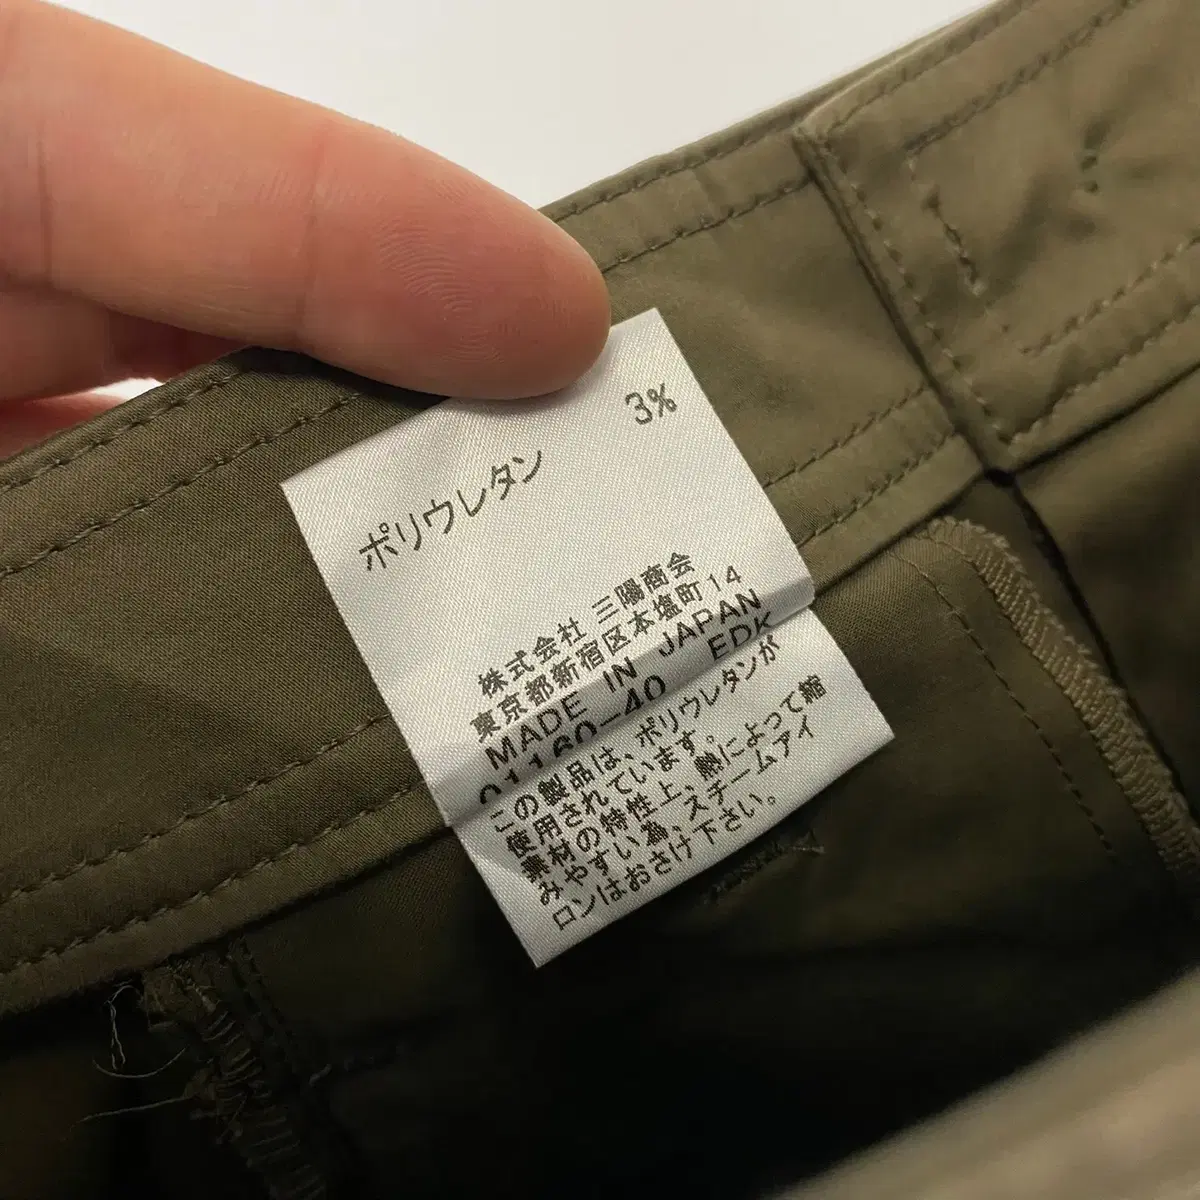 ポリウレタン 3%
株式会社 三陽商会
東京都新宿区本塩町14
MADE IN JAPAN
01160-40 EDK
この製品は、ポリウレタンが
使用されています。
素材の特性上、熱によって縮
みやすい為、スチームアイ
ロンはおさけ下さい。